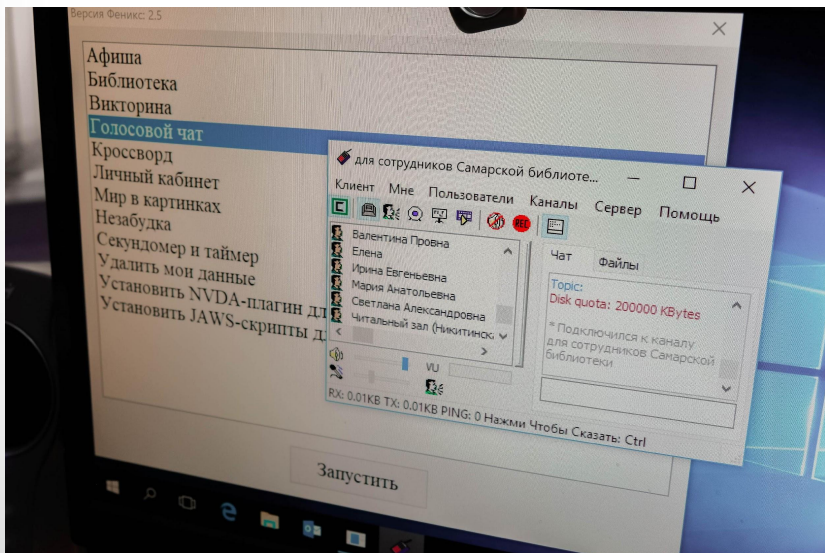 Версия Феникс: 2.5
Афиша
Библиотека
Викторина
Голосовой чат
Кроссворд
Личный кабинет
Мир в картинках
Незабудка
Секундомер и таймер
Удалить мои данные
Установить NVDA-плагин дл
Установить JAWS-скрипты д
Запустить
для сотрудников Самарской библиоте...
Клиент Мне Пользователи Каналы Сервер Помощь
REC
Валентина Провна
Елена
Ирина Евгеньевна
Мария Анатольевна
Светлана Александровна
Читальный зал (Никитинска
VU
Чат Файлы
Topic:
Disk quota: 200000 KBytes
* Подключился к каналу
для сотрудников Самарской
библиотеки
RX: 0.01KB TX: 0.01KB PING: 0 Нажми Чтобы Сказать: Ctrl